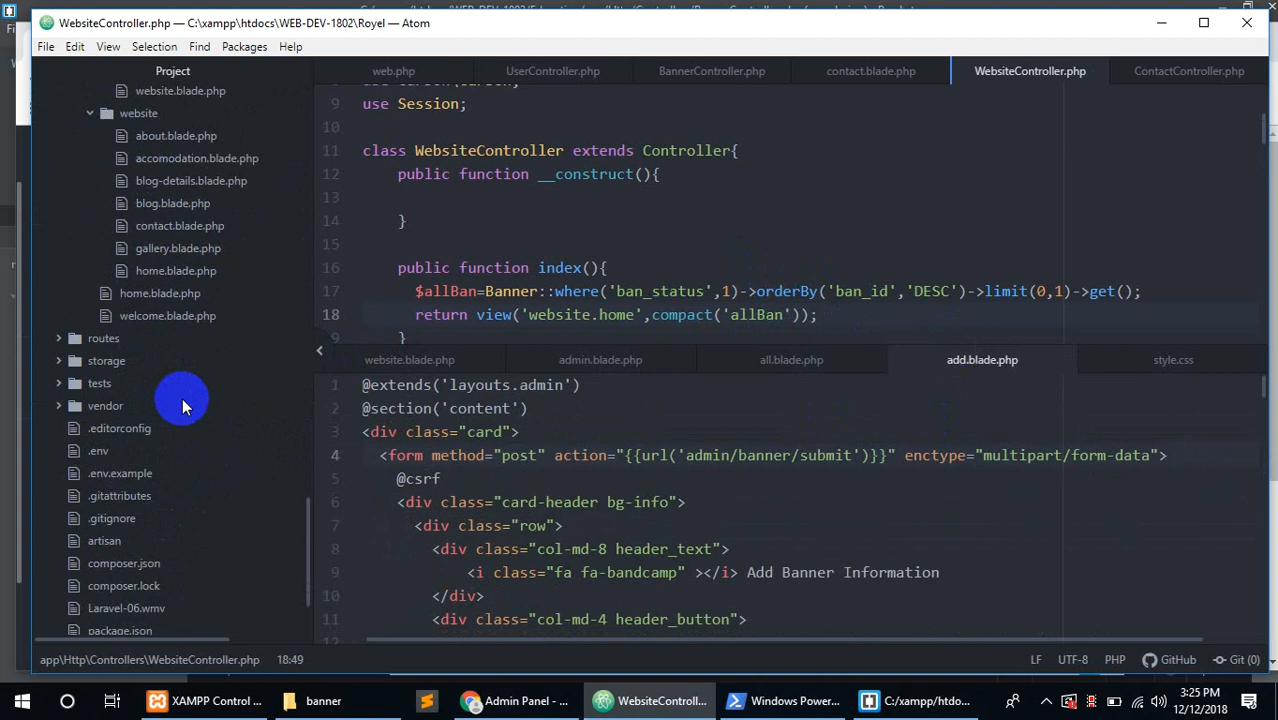 WebsiteController.php — C:\xampp\htdocs\WEB-DEV-1802\Royel — Atom
File Edit View Selection Find Packages Help
Project
website.blade.php
website
about.blade.php
accomodation.blade.php
blog-details.blade.php
blog.blade.php
contact.blade.php
gallery.blade.php
home.blade.php
home.blade.php
welcome.blade.php
routes
storage
tests
vendor
.editorconfig
.env
.env.example
.gitattributes
.gitignore
artisan
composer.json
composer.lock
Laravel-06.wmv
package.json
web.php UserController.php BannerController.php contact.blade.php WebsiteController.php ContactController.php
9 use Session;
10
11 class WebsiteController extends Controller{
12 public function __construct(){
13
14 }
15
16 public function index(){
17 $allBan=Banner::where('ban_status',1)->orderBy('ban_id','DESC')->limit(0,1)->get();
18 return view('website.home',compact('allBan'));
9 }
website.blade.php admin.blade.php all.blade.php add.blade.php style.css
1 @extends('layouts.admin')
2 @section('content')
3 <div class="card">
4 <form method="post" action="{{url('admin/banner/submit')}}" enctype="multipart/form-data">
5 @csrf
6 <div class="card-header bg-info">
7 <div class="row">
8 <div class="col-md-8 header_text">
9 <i class="fa fa-bandcamp" ></i> Add Banner Information
10 </div>
11 <div class="col-md-4 header_button">
app\Http\Controllers\WebsiteController.php 18:49 LF UTF-8 PHP GitHub Git (0)
XAMPP Control ... banner Admin Panel - ... WebsiteControll... Windows Power... C:/xampp/htdo... 3:25 PM
12/12/2018